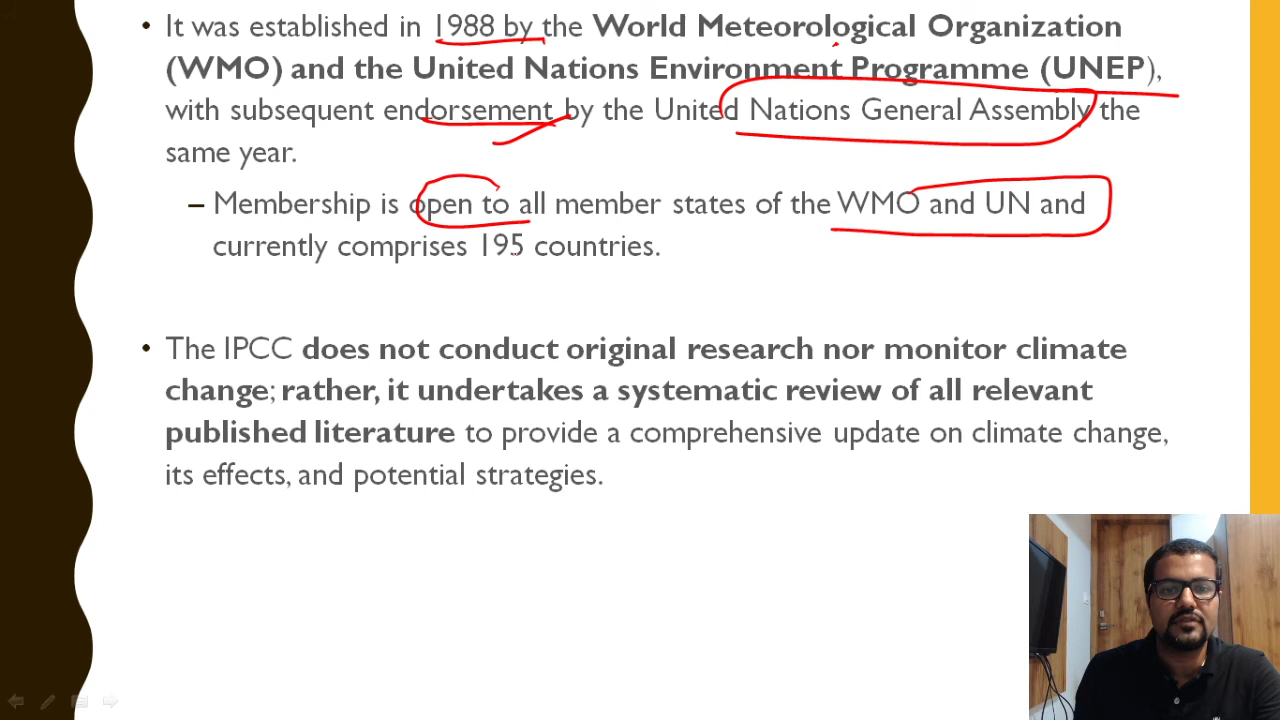 • It was established in 1988 by the World Meteorological Organization
(WMO) and the United Nations Environment Programme (UNEP),
with subsequent endorsement by the United Nations General Assembly the
same year.
– Membership is open to all member states of the WMO and UN and
currently comprises 195 countries.
• The IPCC does not conduct original research nor monitor climate
change; rather, it undertakes a systematic review of all relevant
published literature to provide a comprehensive update on climate change,
its effects, and potential strategies.